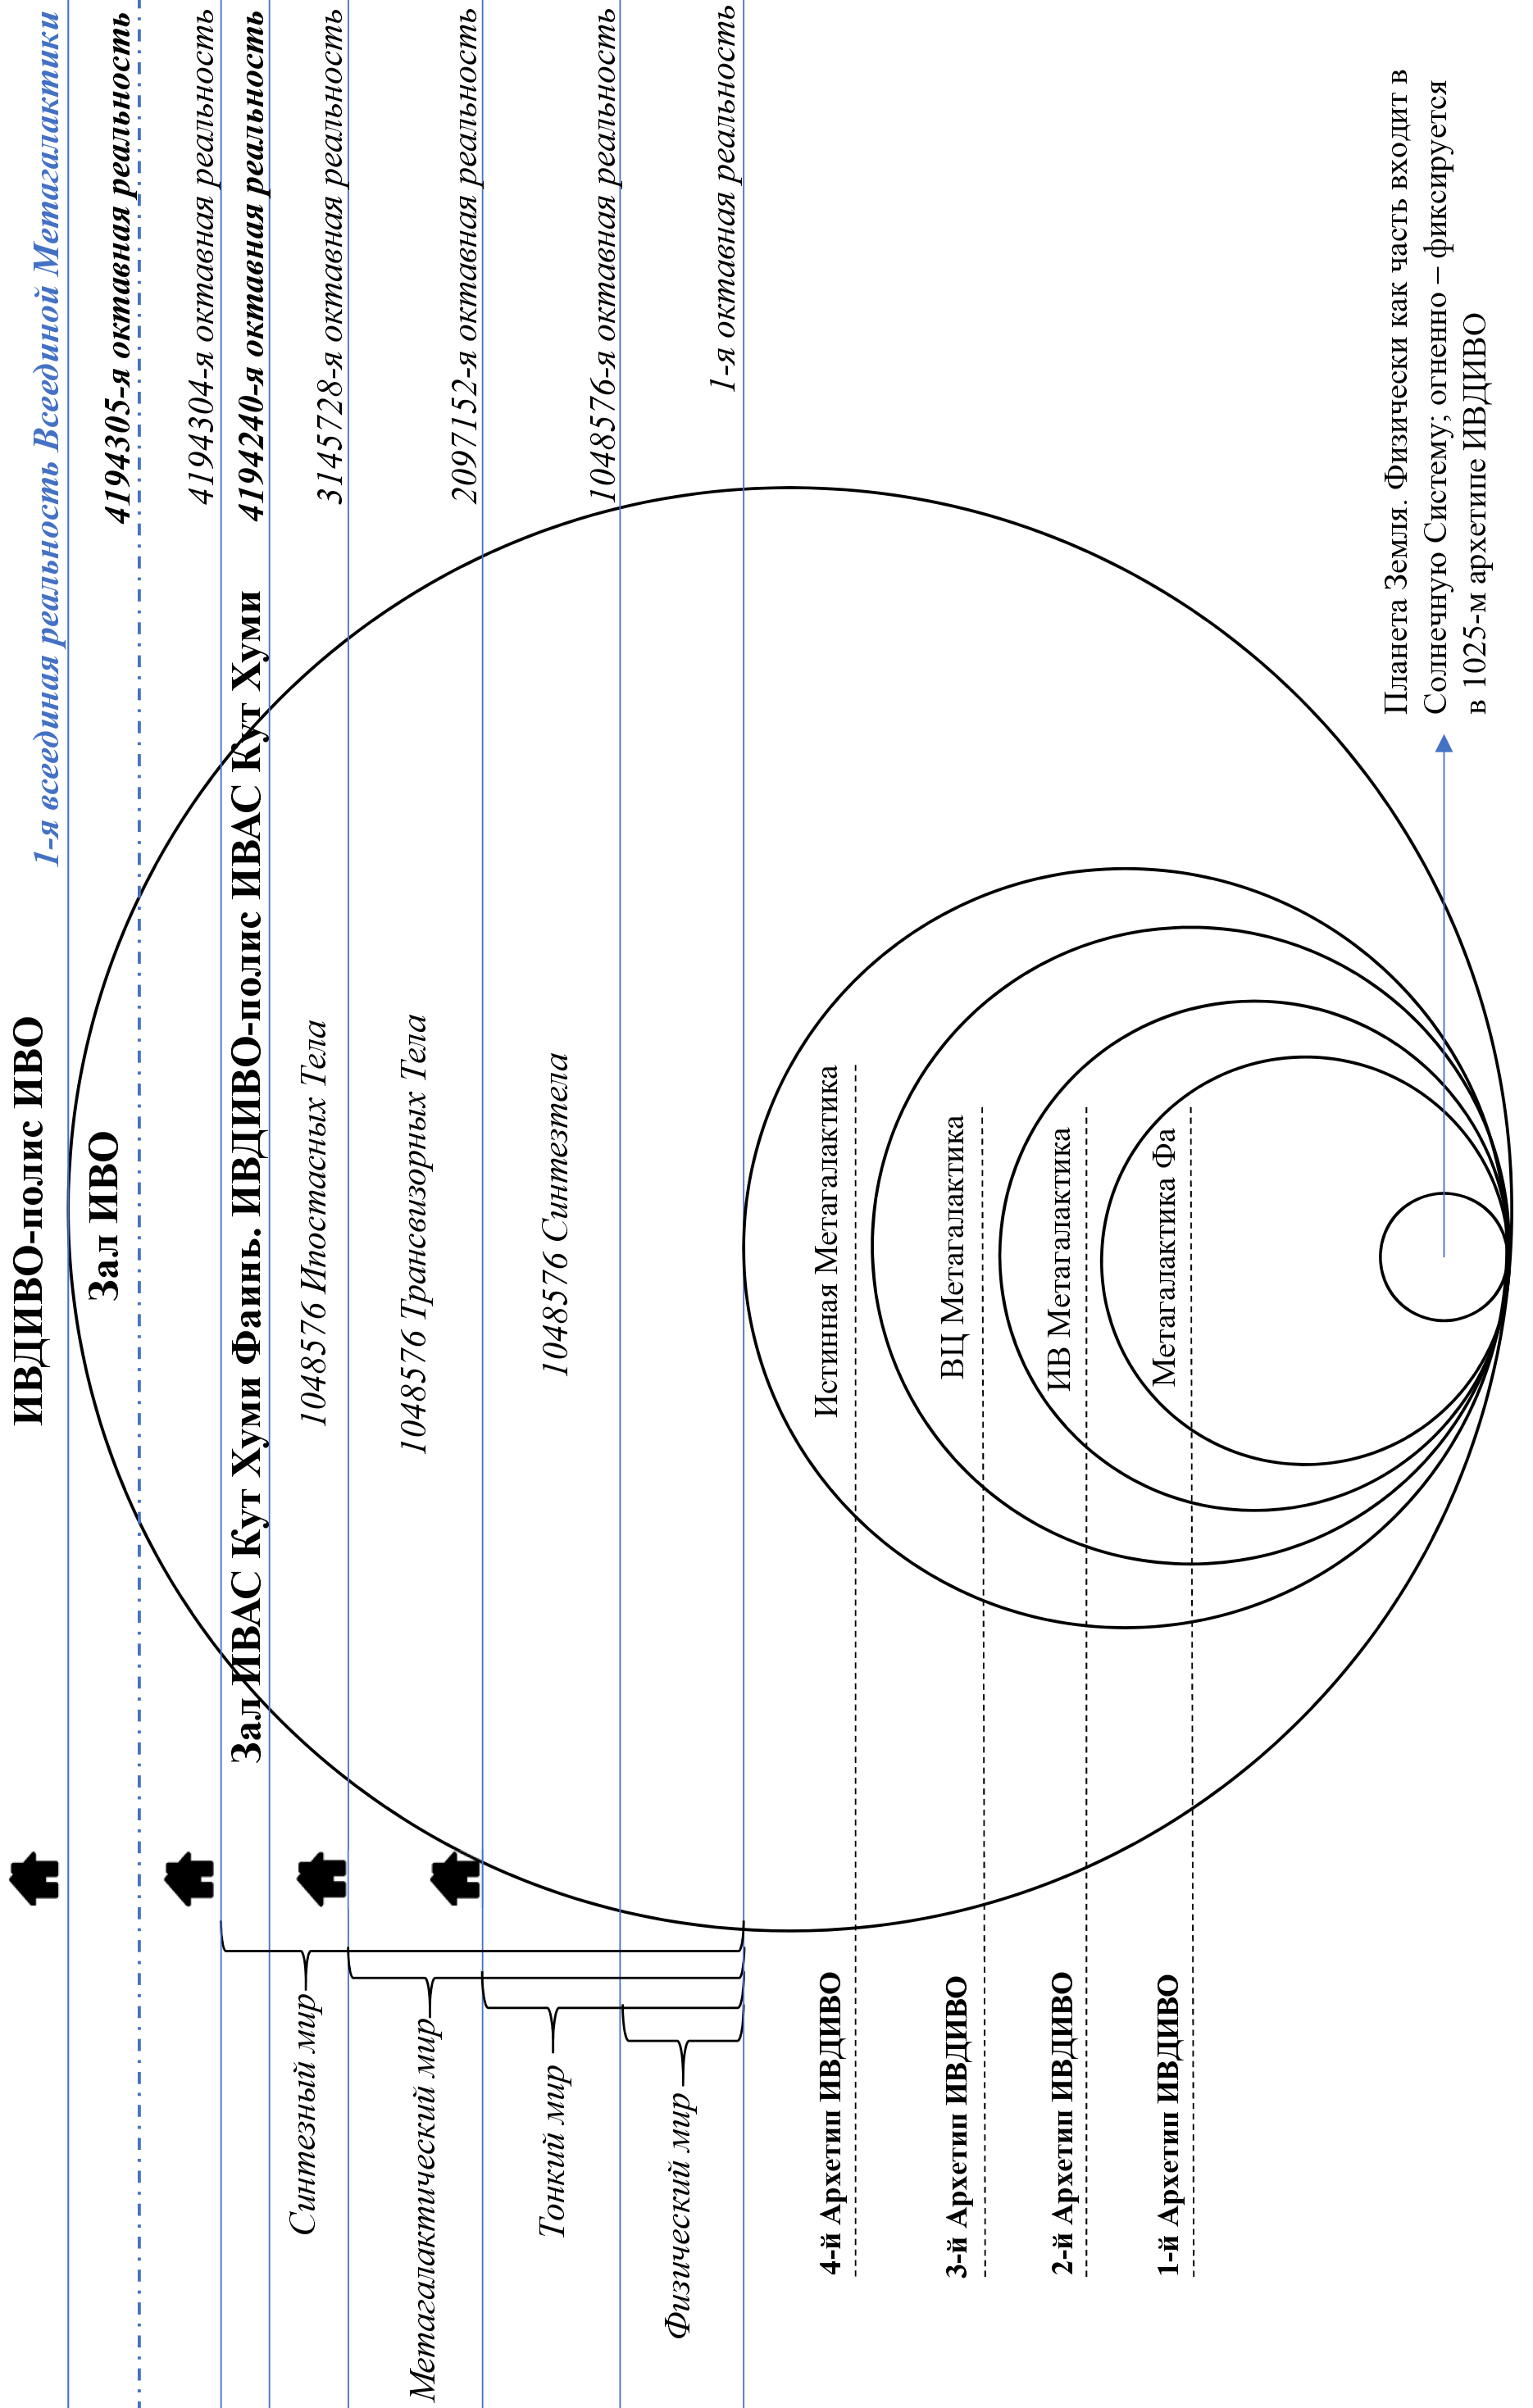 ИВДИВО-полис ИВО
1-я всеединая реальность Всеединой Метагалактики
Зал ИВО
4194305-я октавная реальность
4194304-я октавная реальность
Зал ИВАС Кут Хуми Фаинь. ИВДИВО-полис ИВАС Кут Хуми
4194240-я октавная реальность
Синтезный мир
1048576 Ипостасных Тела
3145728-я октавная реальность
Метагалактический мир
1048576 Трансвизорных Тела
2097152-я октавная реальность
Тонкий мир
1048576 Синтезтела
1048576-я октавная реальность
Физический мир
1-я октавная реальность
4-й Архетип ИВДИВО
Истинная Метагалактика
3-й Архетип ИВДИВО
ВЦ Метагалактика
2-й Архетип ИВДИВО
ИВ Метагалактика
1-й Архетип ИВДИВО
Метагалактика Фа
Планета Земля. Физически как часть входит в
Солнечную Систему; огненно – фиксируется
в 1025-м архетипе ИВДИВО